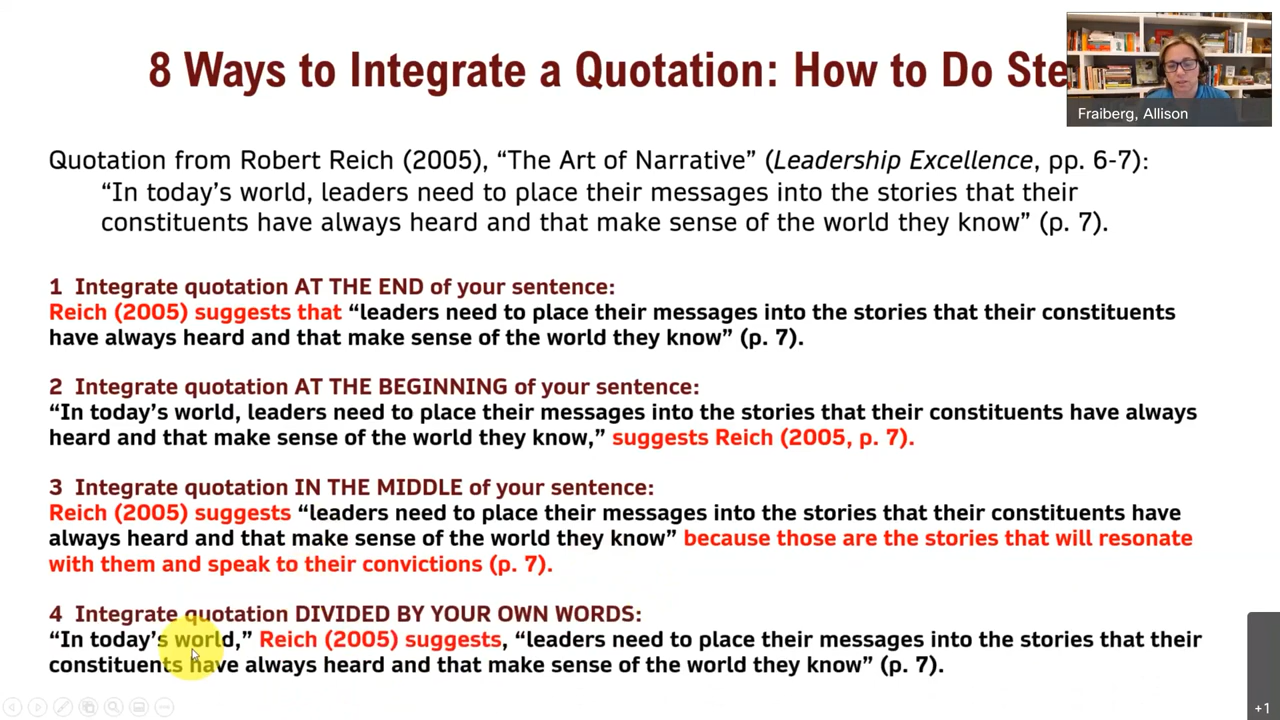 8 Ways to Integrate a Quotation: How to Do Ste
Fraiberg, Allison
Quotation from Robert Reich (2005), “The Art of Narrative” (Leadership Excellence, pp. 6-7):
“In today’s world, leaders need to place their messages into the stories that their
constituents have always heard and that make sense of the world they know” (p. 7).
1 Integrate quotation AT THE END of your sentence:
Reich (2005) suggests that “leaders need to place their messages into the stories that their constituents
have always heard and that make sense of the world they know” (p. 7).
2 Integrate quotation AT THE BEGINNING of your sentence:
“In today’s world, leaders need to place their messages into the stories that their constituents have always
heard and that make sense of the world they know,” suggests Reich (2005, p. 7).
3 Integrate quotation IN THE MIDDLE of your sentence:
Reich (2005) suggests “leaders need to place their messages into the stories that their constituents have
always heard and that make sense of the world they know” because those are the stories that will resonate
with them and speak to their convictions (p. 7).
4 Integrate quotation DIVIDED BY YOUR OWN WORDS:
“In today’s world,” Reich (2005) suggests, “leaders need to place their messages into the stories that their
constituents have always heard and that make sense of the world they know” (p. 7).
+1